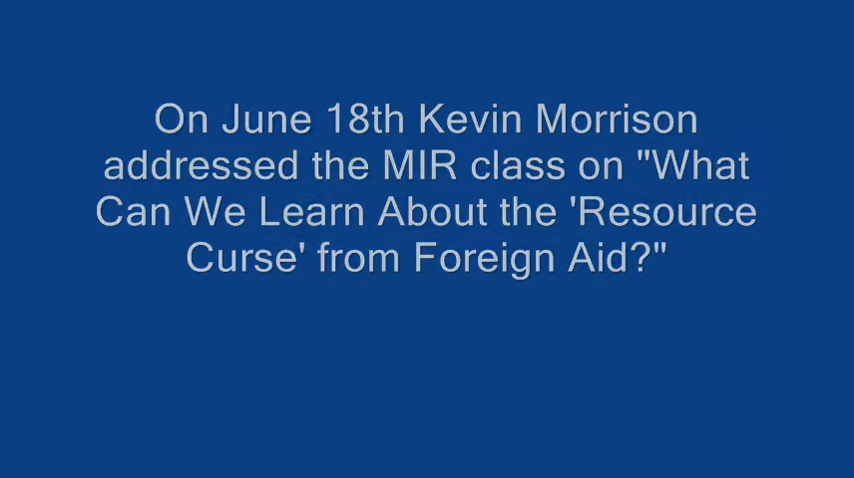 On June 18th Kevin Morrison
addressed the MIR class on "What
Can We Learn About the 'Resource
Curse' from Foreign Aid?"